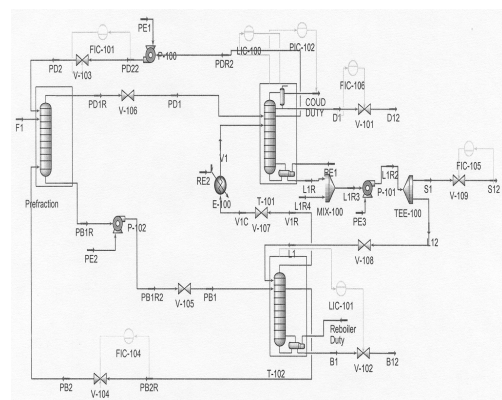 PE1
FIC-101
P-100
LIC-100
PIC-102
PD2
V-103
PD22
PDR2
FIC-106
PD1R
V-106
PD1
COUD
DUTY
D1
V-101
D12
F1
V1
RE1
FIC-105
RE2
L1R
L1R2
L1R3
P-101
S1
S12
Prefraction
E-100
T-101
L1R4
MIX-100
V-109
PB1R
P-102
V1C
V-107
V1R
PE3
TEE-100
PE2
L1
V-108
L12
PB1R2
V-105
PB1
LIC-101
Reboiler
Duty
FIC-104
B1
V-102
B12
T-102
PB2
V-104
PB2R